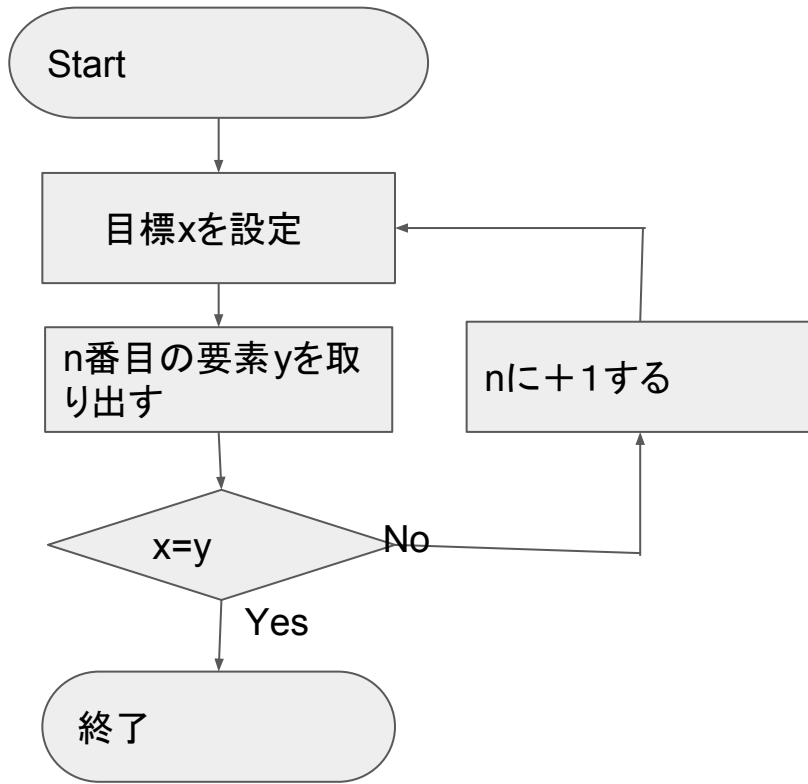 Start
目標xを設定
n番目の要素yを取
り出す
nに＋１する
x=y
No
Yes
終了